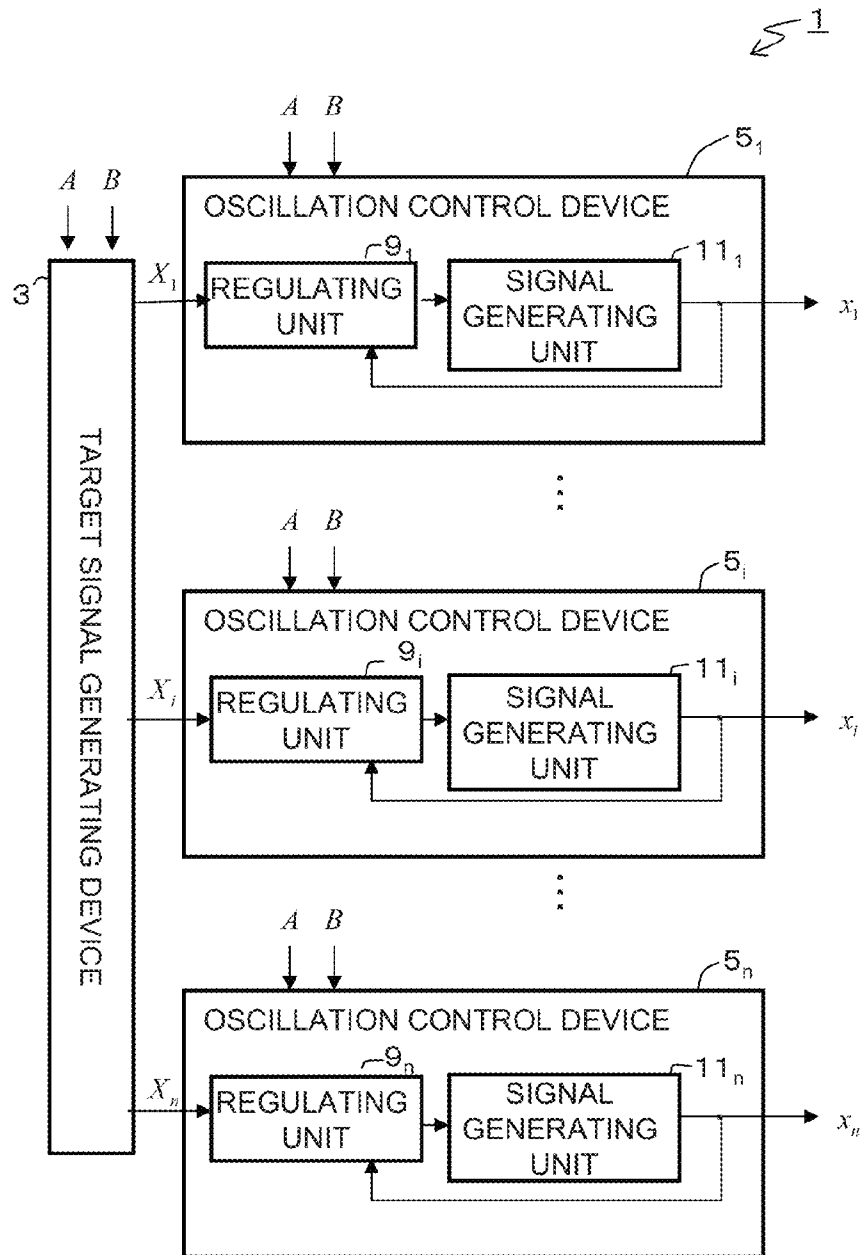 1
A B
5₁
OSCILLATION CONTROL DEVICE
A B
3
X₁
9₁
REGULATING
UNIT
11₁
SIGNAL
GENERATING
UNIT
x₁
TARGET SIGNAL GENERATING DEVICE
A B
5ᵢ
OSCILLATION CONTROL DEVICE
Xᵢ
9ᵢ
REGULATING
UNIT
11ᵢ
SIGNAL
GENERATING
UNIT
xᵢ
A B
5ₙ
OSCILLATION CONTROL DEVICE
Xₙ
9ₙ
REGULATING
UNIT
11ₙ
SIGNAL
GENERATING
UNIT
xₙ